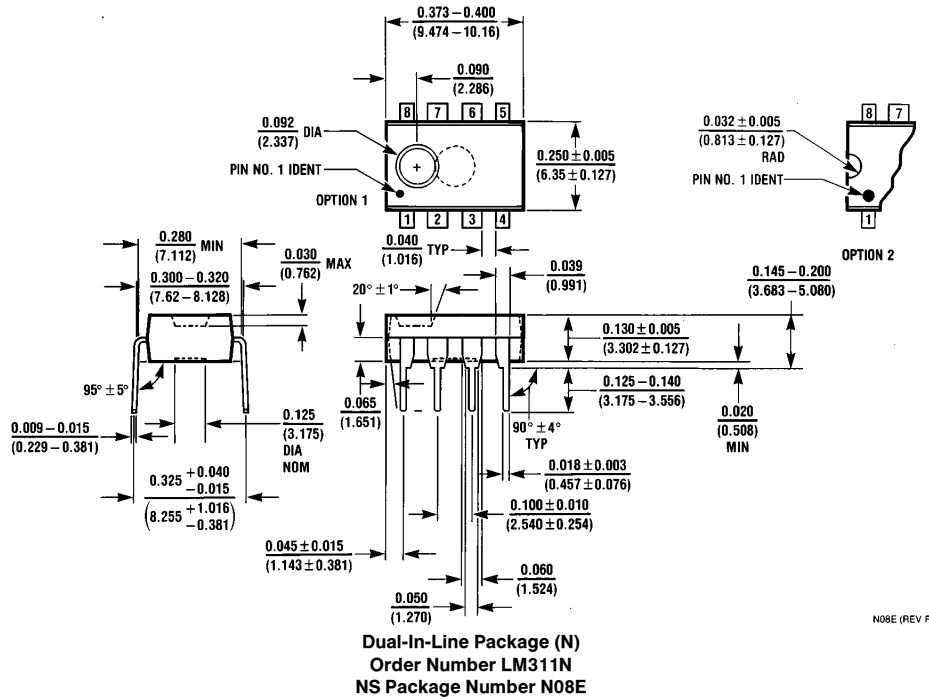 0.373–0.400
(9.474–10.16)
0.090
(2.286)
8 7 6 5
0.092 DIA
(2.337)
PIN NO. 1 IDENT
OPTION 1
1 2 3 4
0.250 ± 0.005
(6.35 ± 0.127)
0.032 ± 0.005
(0.813 ± 0.127)
RAD
PIN NO. 1 IDENT
8 7
1
OPTION 2
0.280 MIN
(7.112)
0.300–0.320
(7.62–8.128)
0.030 MAX
(0.762)
0.040 TYP
(1.016)
0.039
(0.991)
20° ± 1°
0.145–0.200
(3.683–5.080)
0.130 ± 0.005
(3.302 ± 0.127)
0.125–0.140
(3.175–3.556)
0.020
(0.508)
MIN
95° ± 5°
0.065
(1.651)
90° ± 4°
TYP
0.009–0.015
(0.229–0.381)
0.125
(3.175)
DIA
NOM
0.018 ± 0.003
(0.457 ± 0.076)
0.325 +0.040 -0.015
(8.255 +1.016 -0.381)
0.100 ± 0.010
(2.540 ± 0.254)
0.045 ± 0.015
(1.143 ± 0.381)
0.060
(1.524)
0.050
(1.270)
N08E (REV F
Dual-In-Line Package (N)
Order Number LM311N
NS Package Number N08E